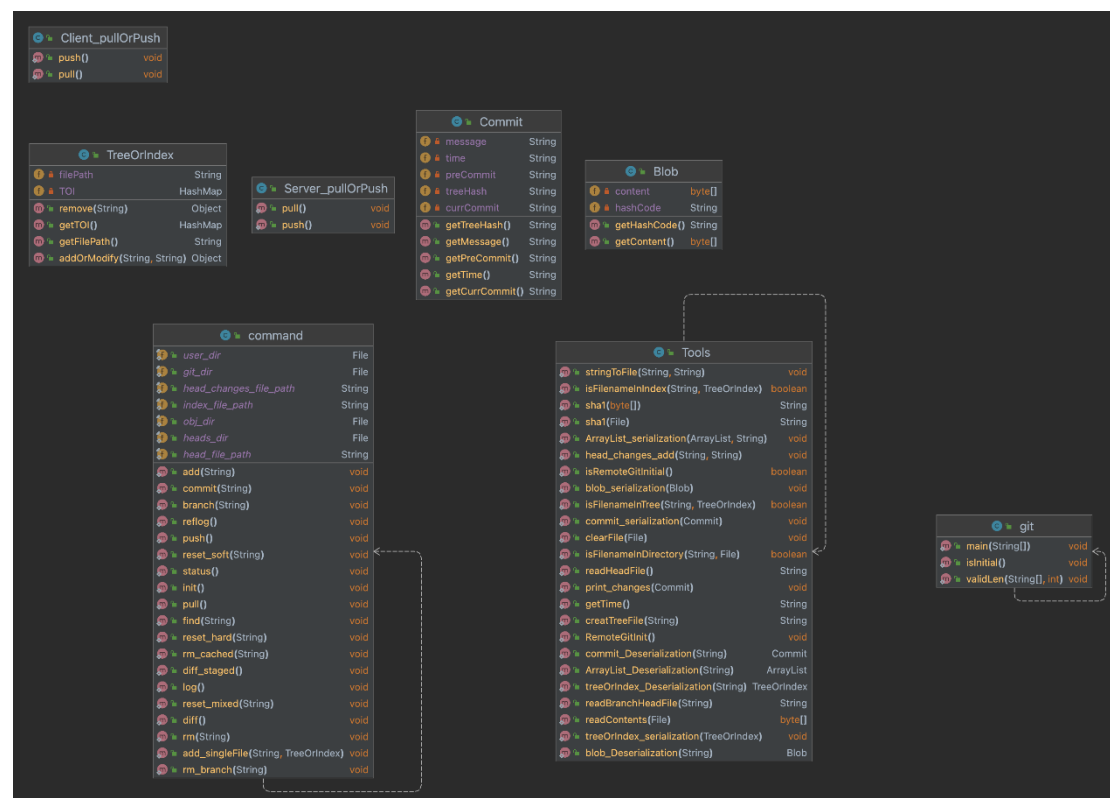 Client_pullOrPush
push() void
pull() void
Commit
message String
time String
preCommit String
treeHash String
currCommit String
getTreeHash() String
getMessage() String
getPreCommit() String
getTime() String
getCurrCommit() String
TreeOrIndex
filePath String
TOI HashMap
remove(String) Object
getTOI() HashMap
getFilePath() String
addOrModify(String, String) Object
Server_pullOrPush
pull() void
push() void
Blob
content byte[]
hashCode String
getHashCode() String
getContent() byte[]
command
user_dir File
git_dir File
head_changes_file_path String
index_file_path String
obj_dir File
heads_dir File
head_file_path String
add(String) void
commit(String) void
branch(String) void
reflog() void
push() void
reset_soft(String) void
status() void
init() void
pull() void
find(String) void
reset_hard(String) void
rm_cached(String) void
diff_staged() void
log() void
reset_mixed(String) void
diff() void
rm(String) void
add_singleFile(String, TreeOrIndex) void
rm_branch(String) void
Tools
stringToFile(String, String) void
isFilenameInIndex(String, TreeOrIndex) boolean
sha1(byte[]) String
sha1(File) String
ArrayList_serialization(ArrayList, String) void
head_changes_add(String, String) void
isRemoteGitInitial() boolean
blob_serialization(Blob) void
isFilenameInTree(String, TreeOrIndex) boolean
commit_serialization(Commit) void
clearFile(File) void
isFilenameInDirectory(String, File) boolean
readHeadFile() String
print_changes(Commit) void
getTime() String
creatTreeFile(String) String
RemoteGitInit() void
commit_Deserialization(String) Commit
ArrayList_Deserialization(String) ArrayList
treeOrIndex_Deserialization(String) TreeOrIndex
readBranchHeadFile(String) String
readContents(File) byte[]
treeOrIndex_serialization(TreeOrIndex) void
blob_Deserialization(String) Blob
git
main(String[]) void
isInitial() void
validLen(String[], int) void